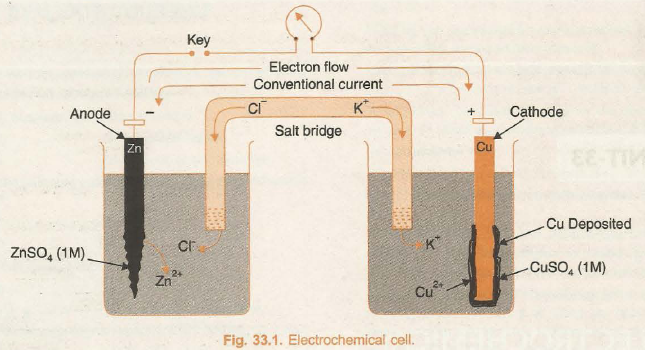 Key
Electron flow
Conventional current
Anode
−
Cl⁻
K⁺
+
Cathode
Salt bridge
Zn
Cu
Cl⁻
K⁺
Cu Deposited
ZnSO₄ (1M)
Zn²⁺
Cu²⁺
CuSO₄ (1M)
Fig. 33.1. Electrochemical cell.